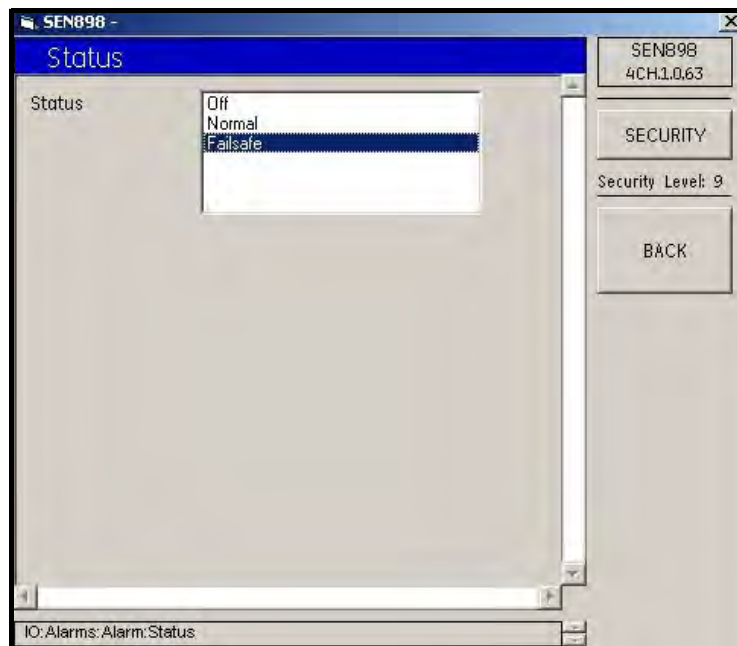 SEN898 -
Status
SEN898
4CH.1.0.63
Status
Off
Normal
Failsafe
SECURITY
Security Level: 9
BACK
IO:Alarms:Alarm:Status